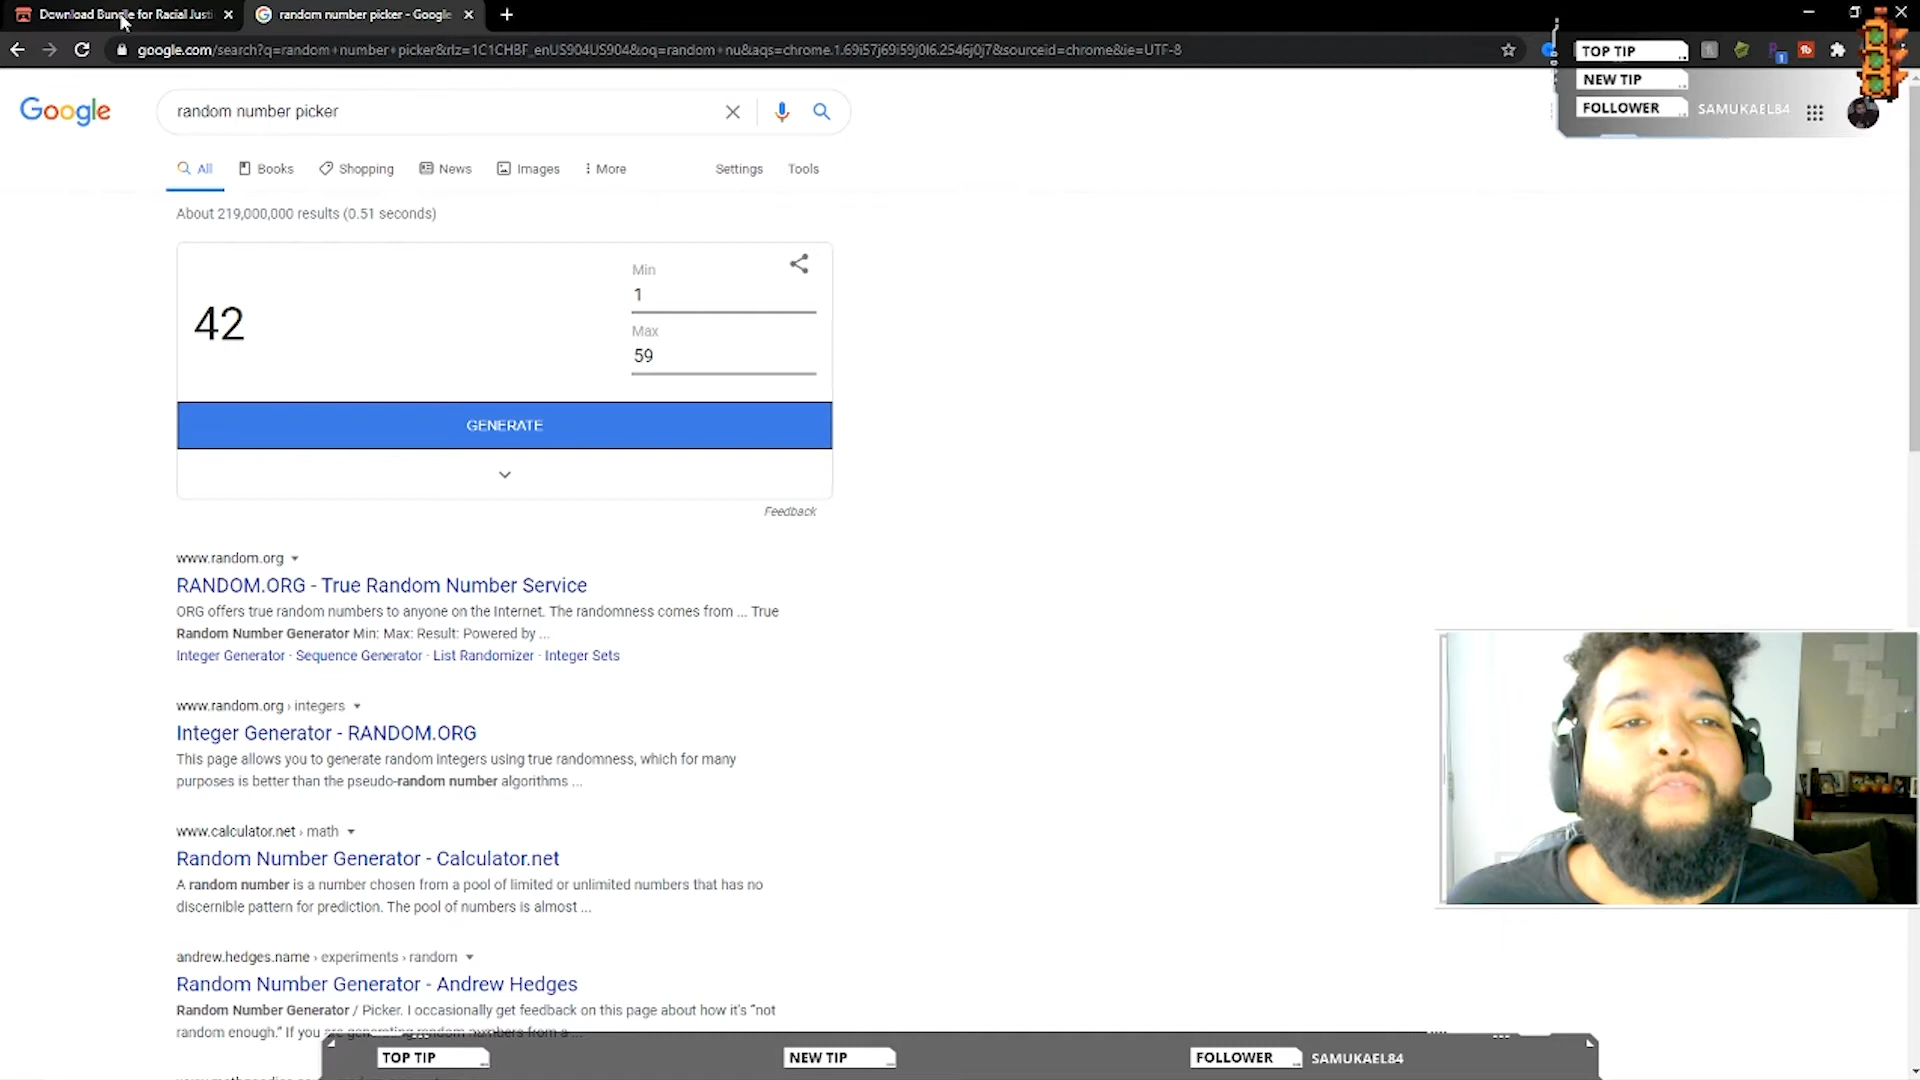 Download Bundle for Racial Justi
random number picker - Google
google.com/search?q=random+number+picker&rlz=1C1CHBF_enUS904US904&oq=random+nu&aqs=chrome.1.69i57j69i59j0l6.2546j0j7&sourceid=chrome&ie=UTF-8
TOP TIP
NEW TIP
FOLLOWER SAMUKAEL84
Google
random number picker
All Books Shopping News Images More Settings Tools
About 219,000,000 results (0.51 seconds)
42
Min
1
Max
59
GENERATE
Feedback
www.random.org
RANDOM.ORG - True Random Number Service
ORG offers true random numbers to anyone on the Internet. The randomness comes from ... True
Random Number Generator Min: Max: Result: Powered by ...
Integer Generator · Sequence Generator · List Randomizer · Integer Sets
www.random.org › integers
Integer Generator - RANDOM.ORG
This page allows you to generate random integers using true randomness, which for many
purposes is better than the pseudo-random number algorithms ...
www.calculator.net › math
Random Number Generator - Calculator.net
A random number is a number chosen from a pool of limited or unlimited numbers that has no
discernible pattern for prediction. The pool of numbers is almost ...
andrew.hedges.name › experiments › random
Random Number Generator - Andrew Hedges
Random Number Generator / Picker. I occasionally get feedback on this page about how it's "not
random enough." If you are generating random numbers from a ...
TOP TIP NEW TIP FOLLOWER SAMUKAEL84